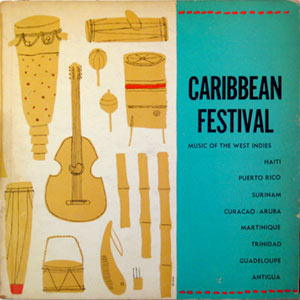 CARIBBEAN
FESTIVAL
MUSIC OF THE WEST INDIES
HAITI
PUERTO RICO
SURINAM
CURACAO-ARUBA
MARTINIQUE
TRINIDAD
GUADELOUPE
ANTIGUA